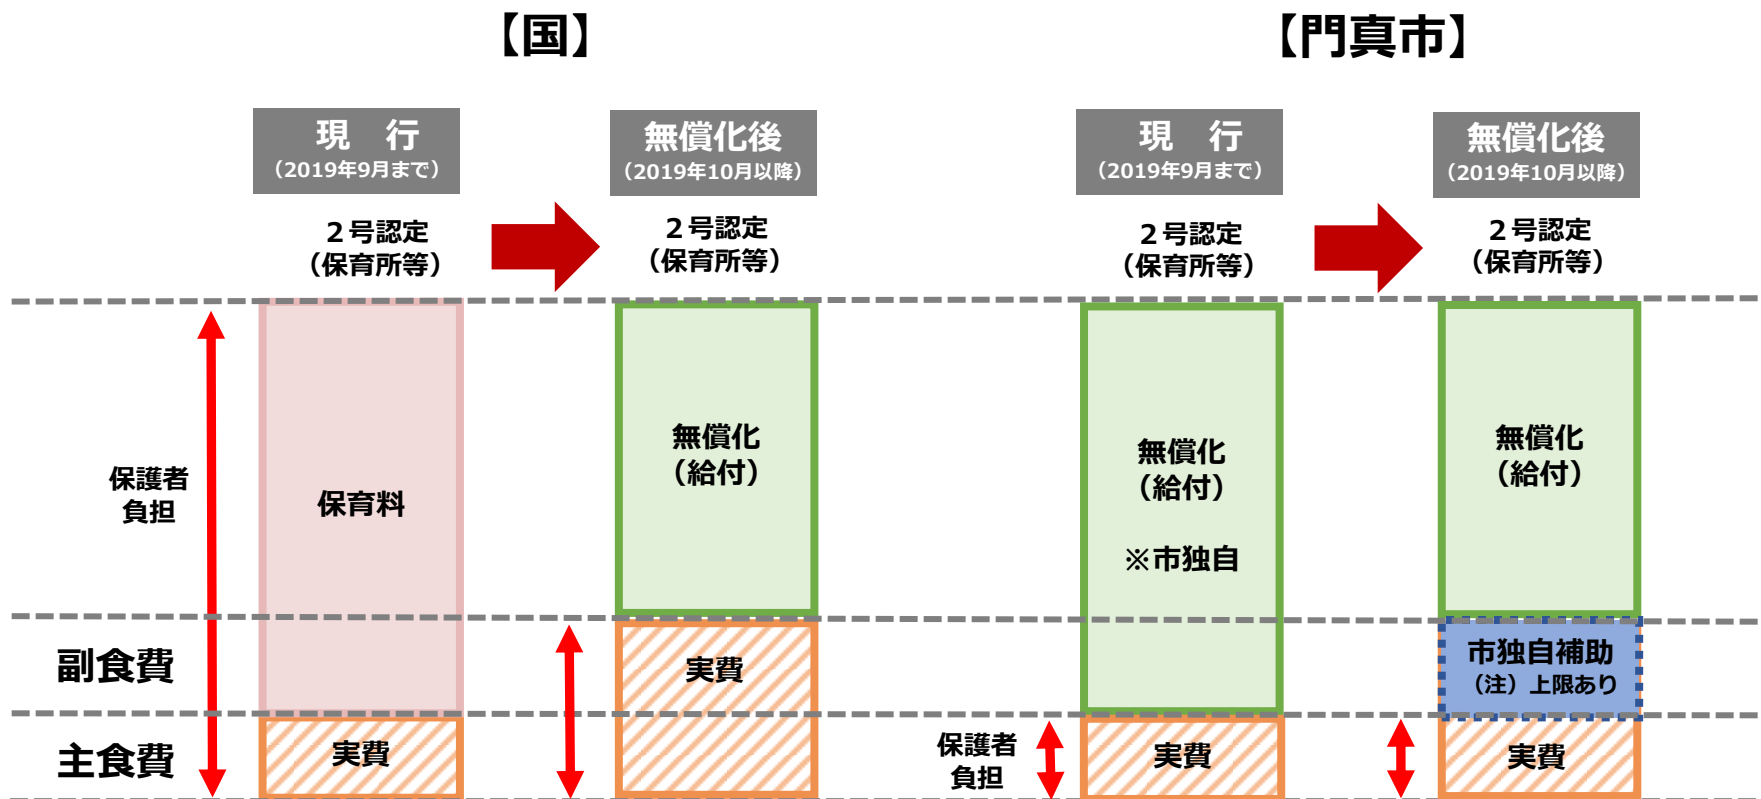 【国】
【門真市】
現　行
（2019年9月まで）
無償化後
（2019年10月以降）
現　行
（2019年9月まで）
無償化後
（2019年10月以降）
２号認定
（保育所等）
２号認定
（保育所等）
２号認定
（保育所等）
２号認定
（保育所等）
保護者
負担
保育料
無償化
（給付）
無償化
（給付）
※市独自
無償化
（給付）
副食費
実費
市独自補助
（注）上限あり
主食費
実費
保護者
負担
実費
実費